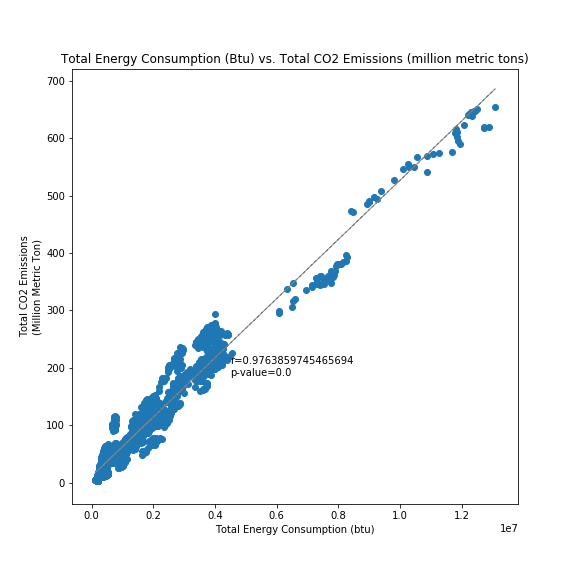 Total Energy Consumption (Btu) vs. Total CO2 Emissions (million metric tons)
700
600
500
400
300
200
100
0
Total CO2 Emissions
(Million Metric Ton)
r=0.9763859745465694
p-value=0.0
0.0 0.2 0.4 0.6 0.8 1.0 1.2
1e7
Total Energy Consumption (btu)